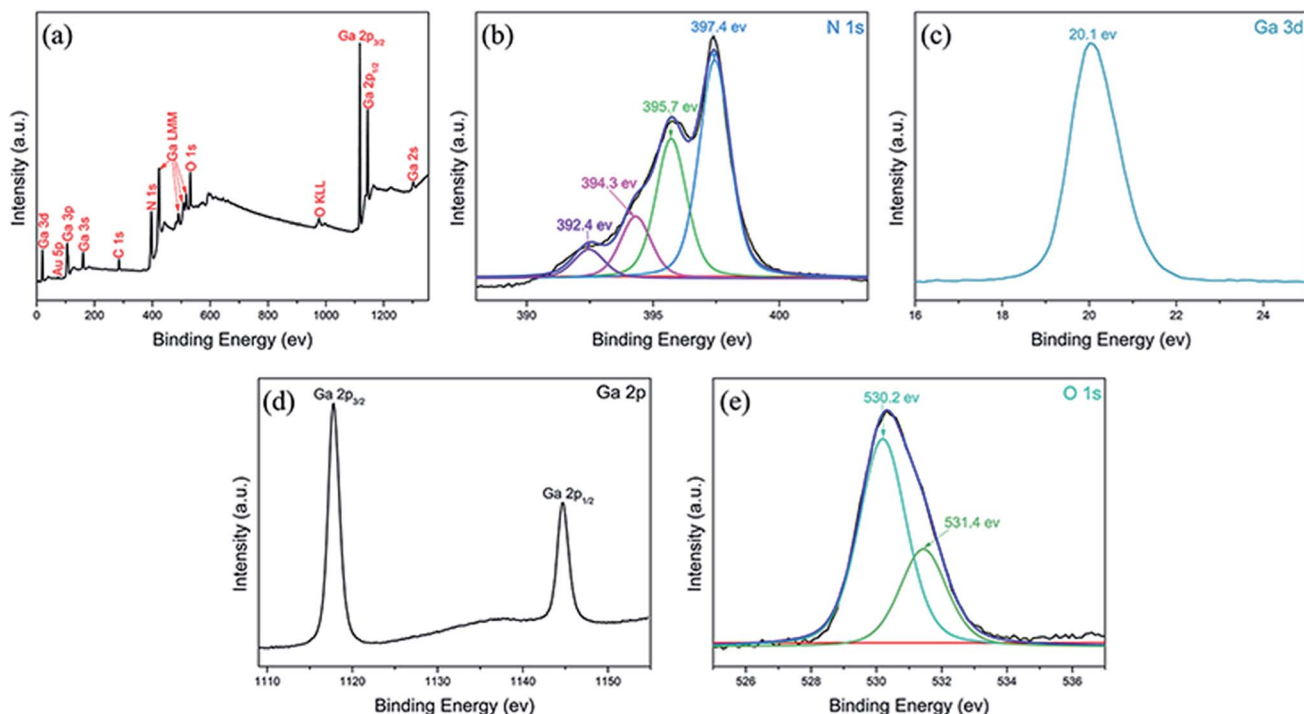 (a)
Intensity (a.u.)
Ga 3d
Au 5p
Ga 3p
Ga 3s
C 1s
N 1s
Ga LMM
O 1s
O KLL
Ga 2p3/2
Ga 2p1/2
Ga 2s
0 200 400 600 800 1000 1200
Binding Energy (ev)
(b)
N 1s
Intensity (a.u.)
392.4 ev
394.3 ev
395.7 ev
397.4 ev
390 395 400
Binding Energy (ev)
(c)
Ga 3d
Intensity (a.u.)
20.1 ev
16 18 20 22 24
Binding Energy (ev)
(d)
Ga 2p
Intensity (a.u.)
Ga 2p3/2
Ga 2p1/2
1110 1120 1130 1140 1150
Binding Energy (ev)
(e)
O 1s
Intensity (a.u.)
530.2 ev
531.4 ev
526 528 530 532 534 536
Binding Energy (ev)